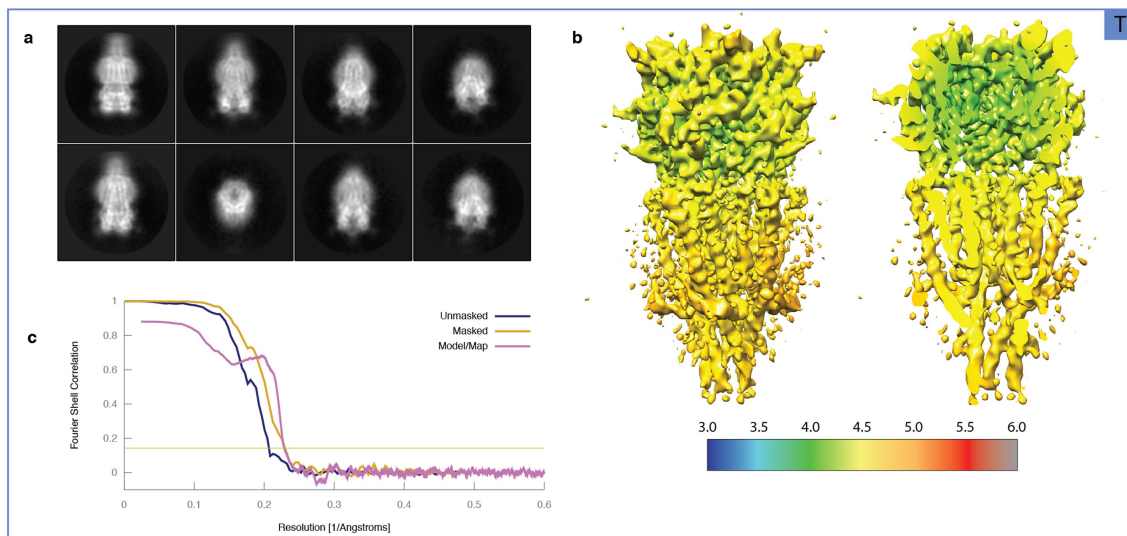 T
a
b
c
Fourier Shell Correlation
1
0.8
0.6
0.4
0.2
0
Unmasked
Masked
Model/Map
0 0.1 0.2 0.3 0.4 0.5 0.6
Resolution [1/Angstroms]
3.0 3.5 4.0 4.5 5.0 5.5 6.0